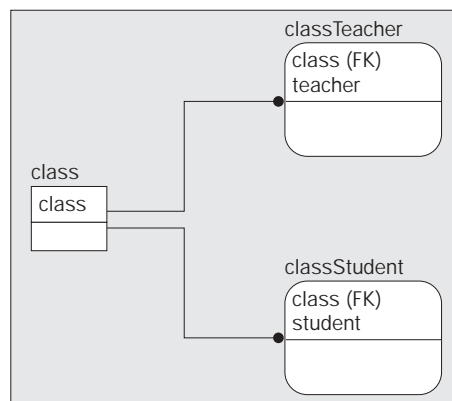 classTeacher
class (FK)
teacher
class
class
classStudent
class (FK)
student